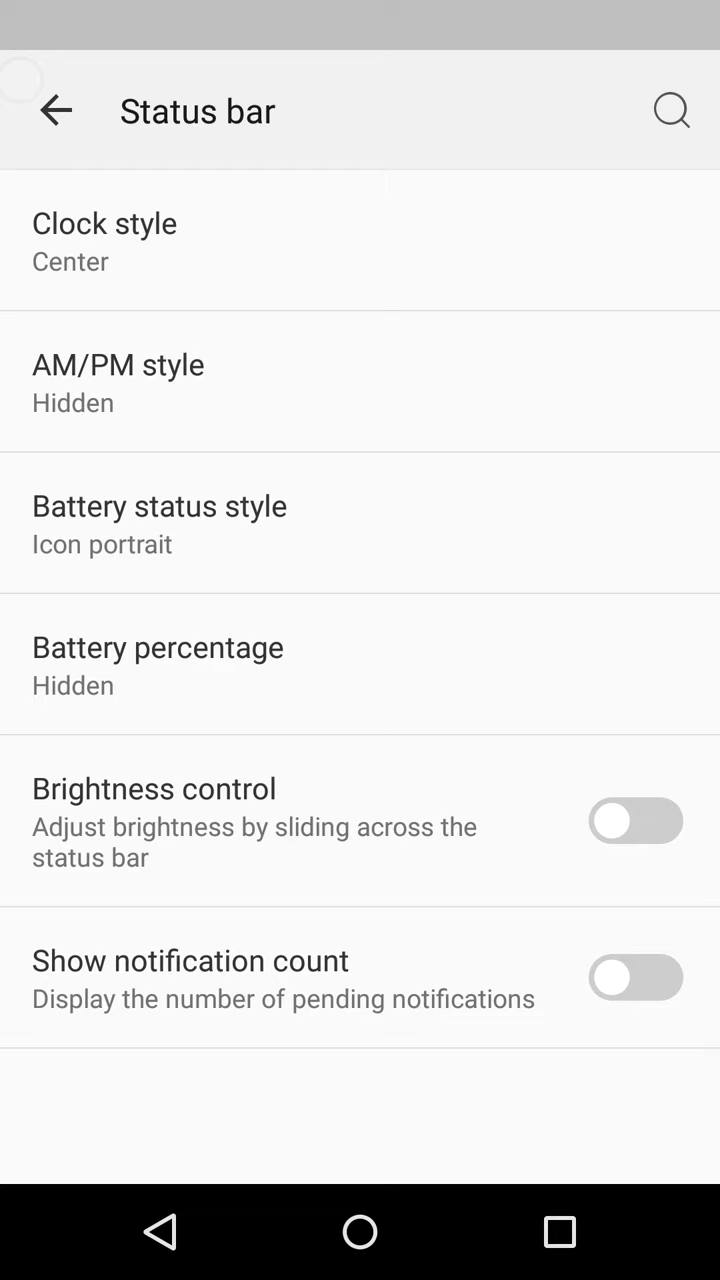 Status bar
Clock style
Center
AM/PM style
Hidden
Battery status style
Icon portrait
Battery percentage
Hidden
Brightness control
Adjust brightness by sliding across the
status bar
Show notification count
Display the number of pending notifications